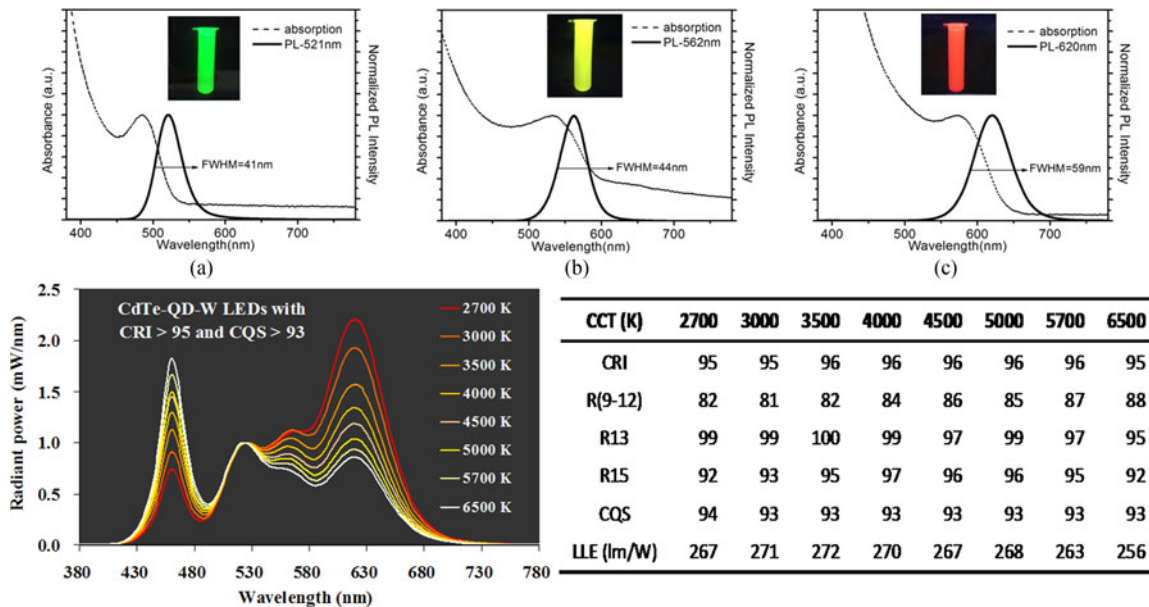 absorption
PL-521nm
Absorbance (a.u.)
Normalized PL Intensity
FWHM=41nm
400 500 600 700
Wavelength(nm)
(a)
absorption
PL-562nm
Absorbance (a.u.)
Normalized PL Intensity
FWHM=44nm
400 500 600 700
Wavelength(nm)
(b)
absorption
PL-620nm
Absorbance (a.u.)
Normalized PL Intensity
FWHM=59nm
400 500 600 700
Wavelength(nm)
(c)
CdTe-QD-W LEDs with
CRI > 95 and CQS > 93
2700 K
3000 K
3500 K
4000 K
4500 K
5000 K
5700 K
6500 K
Radiant power (mW/nm)
2.5
2.0
1.5
1.0
0.5
0.0
380 430 480 530 580 630 680 730 780
Wavelength (nm)
CCT (K) 2700 3000 3500 4000 4500 5000 5700 6500
CRI 95 95 96 96 96 96 96 95
R(9-12) 82 81 82 84 86 85 87 88
R13 99 99 100 99 97 99 97 95
R15 92 93 95 97 96 96 95 92
CQS 94 93 93 93 93 93 93 93
LLE (lm/W) 267 271 272 270 267 268 263 256